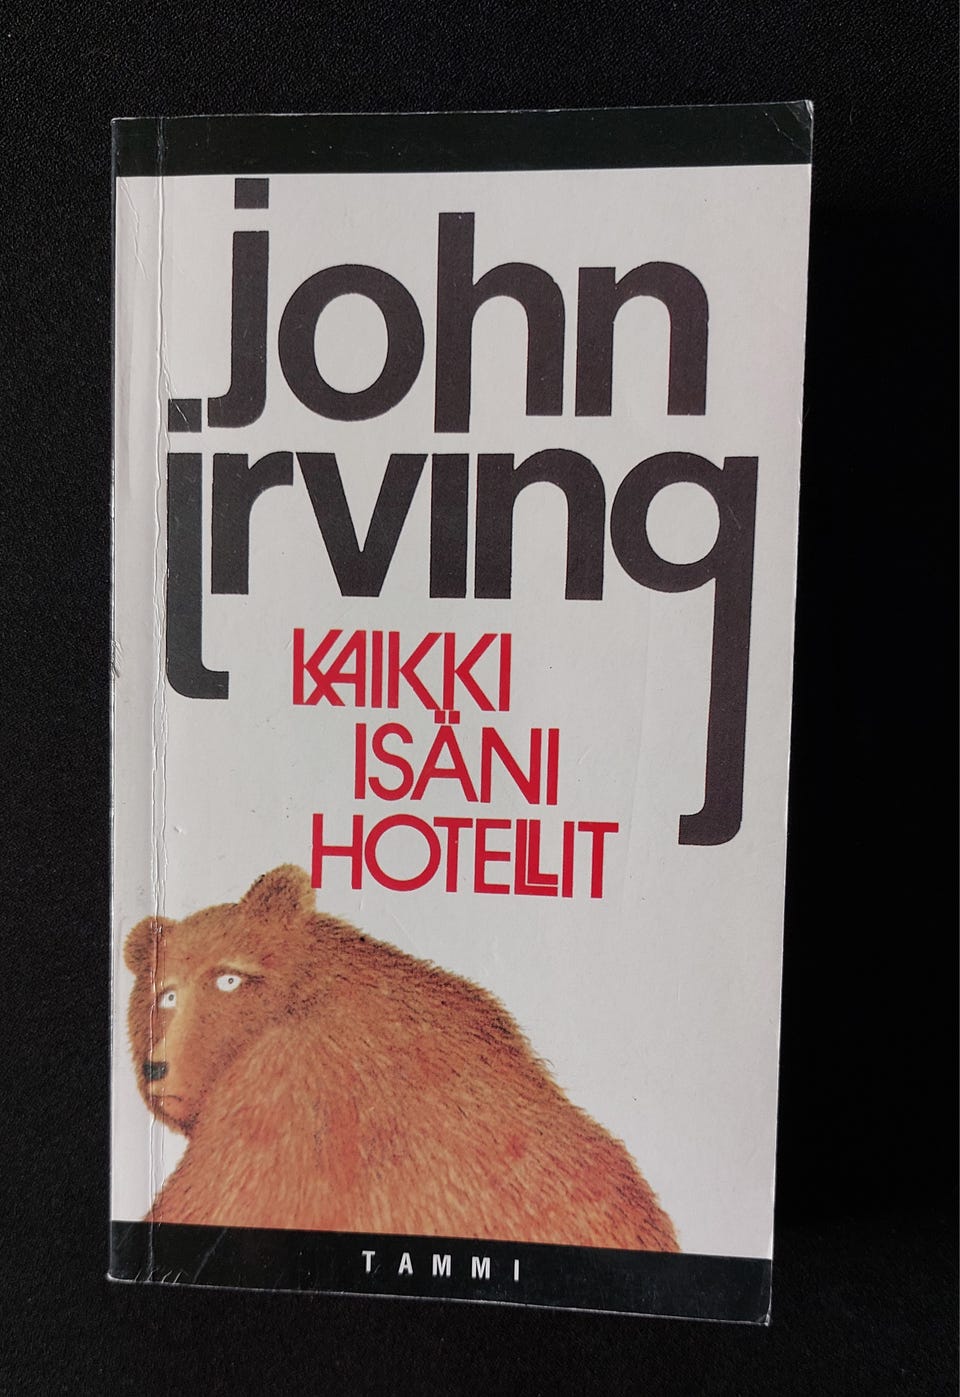 john
irving
KAIKKI
ISÄNI
HOTELLIT
TAMMI